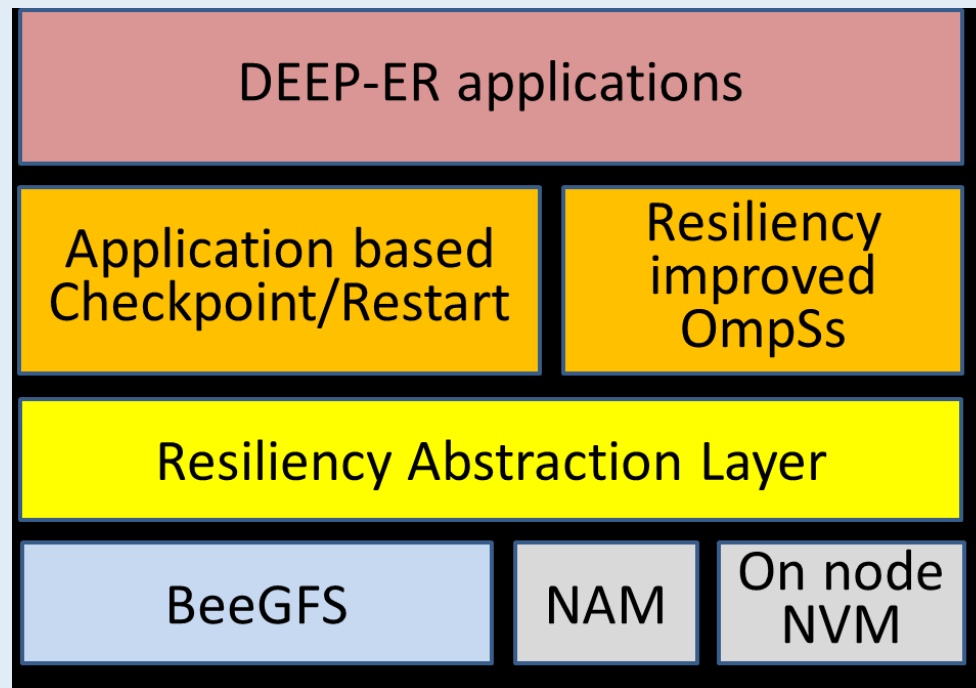 DEEP-ER applications
Application based
Checkpoint/Restart
Resiliency
improved
OmpSs
Resiliency Abstraction Layer
BeeGFS
NAM
On node
NVM